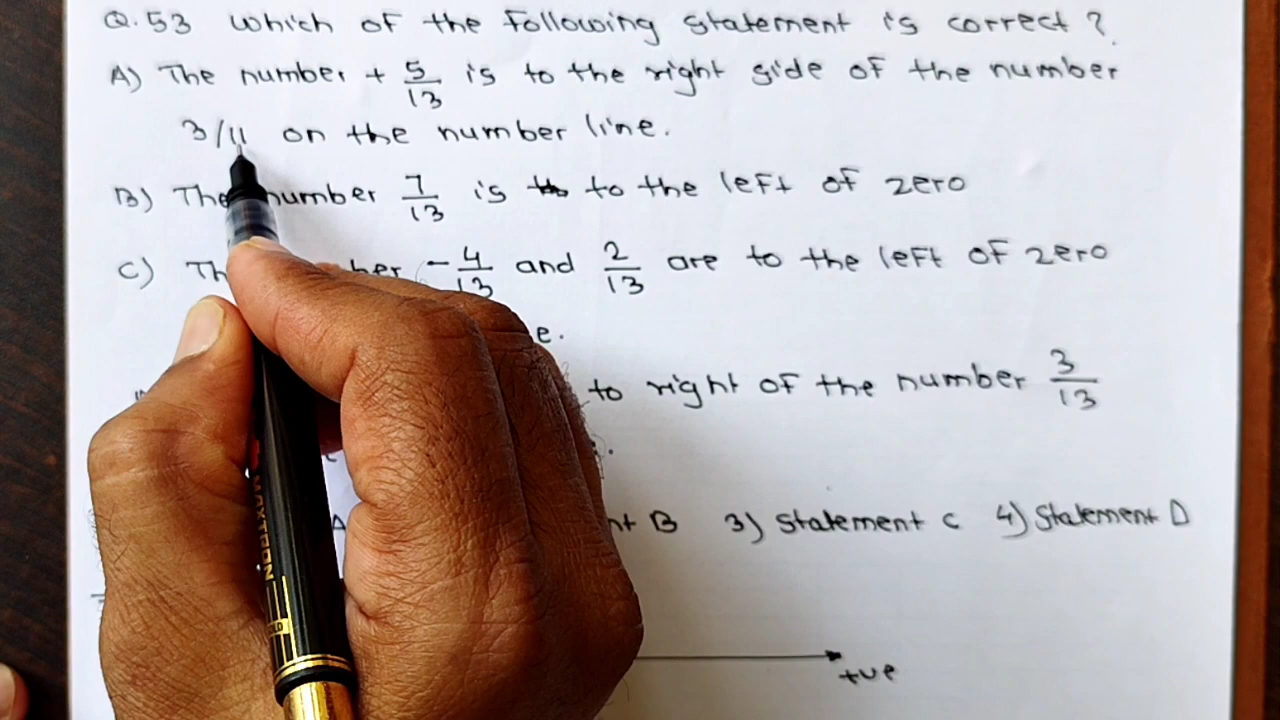 Q.53 Which of the following statement is correct ?
A) The number + 5/13 is to the right side of the number
3/11 on the number line.
B) The number 7/13 is to the left of zero
C) -4/13 and 2/13 are to the left of zero
to right of the number 3/13
B 3) Statement C 4) Statement D
+ve